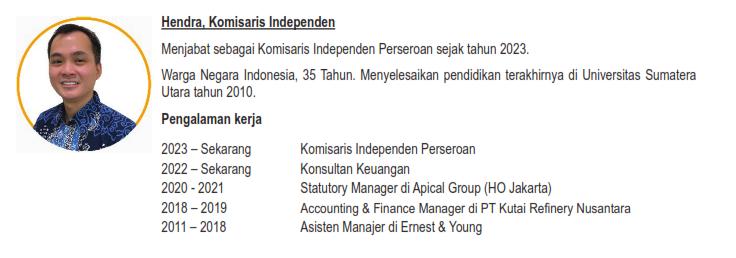 Hendra, Komisaris Independen
Menjabat sebagai Komisaris Independen Perseroan sejak tahun 2023.
Warga Negara Indonesia, 35 Tahun. Menyelesaikan pendidikan terakhirnya di Universitas Sumatera
Utara tahun 2010.
Pengalaman kerja
2023 – Sekarang Komisaris Independen Perseroan
2022 – Sekarang Konsultan Keuangan
2020 - 2021 Statutory Manager di Apical Group (HO Jakarta)
2018 – 2019 Accounting & Finance Manager di PT Kutai Refinery Nusantara
2011 – 2018 Asisten Manajer di Ernest & Young